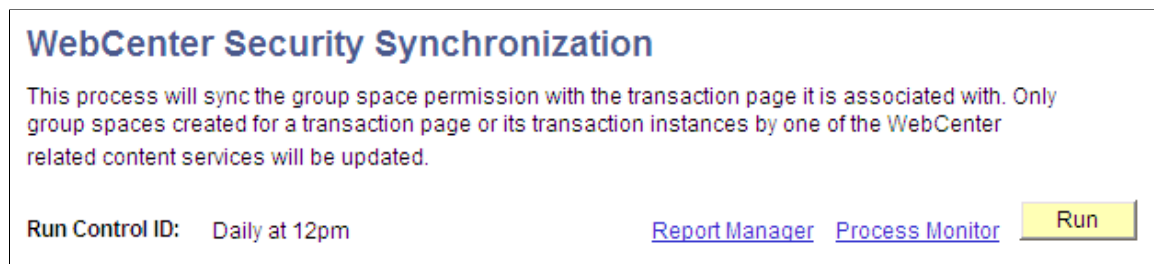 WebCenter Security Synchronization
This process will sync the group space permission with the transaction page it is associated with. Only
group spaces created for a transaction page or its transaction instances by one of the WebCenter
related content services will be updated.
Run Control ID: Daily at 12pm Report Manager Process Monitor Run